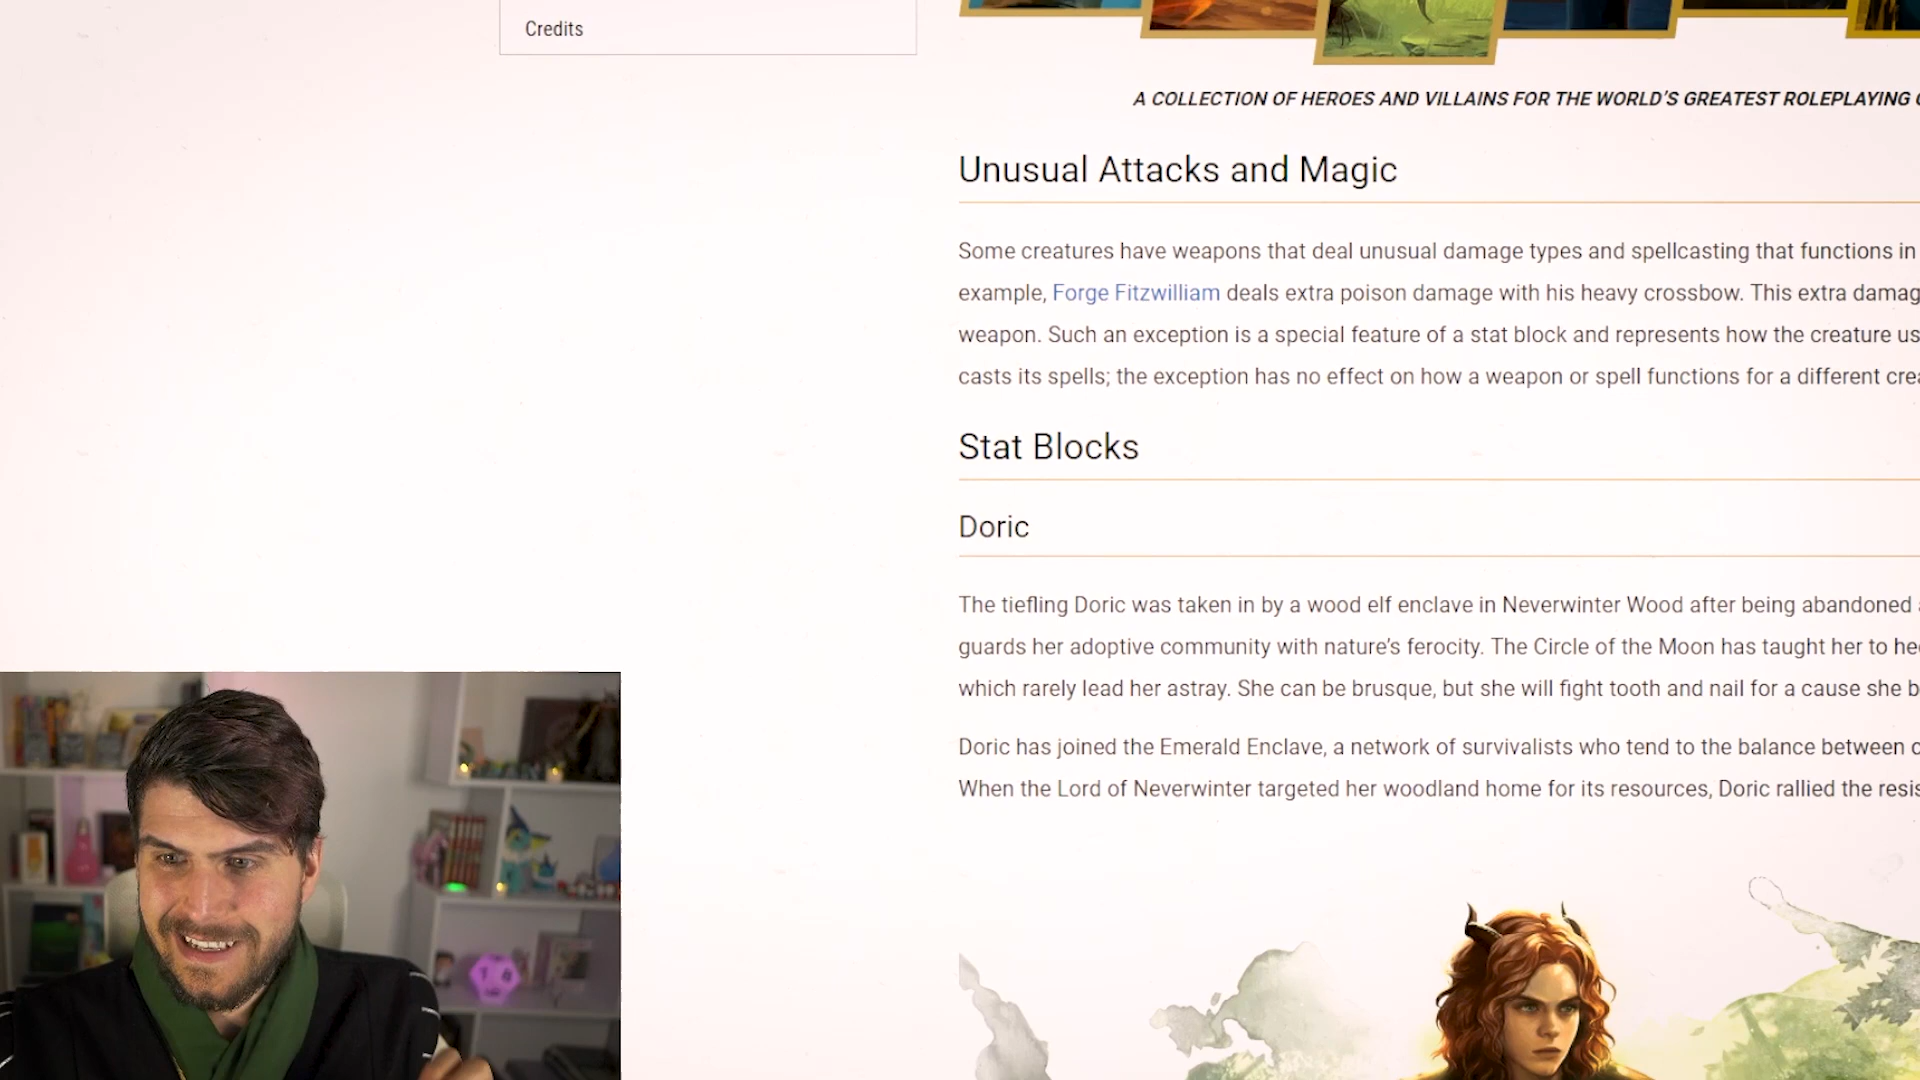 Credits
A COLLECTION OF HEROES AND VILLAINS FOR THE WORLD'S GREATEST ROLEPLAYING
Unusual Attacks and Magic
Some creatures have weapons that deal unusual damage types and spellcasting that functions in
example, Forge Fitzwilliam deals extra poison damage with his heavy crossbow. This extra damag
weapon. Such an exception is a special feature of a stat block and represents how the creature us
casts its spells; the exception has no effect on how a weapon or spell functions for a different crea
Stat Blocks
Doric
The tiefling Doric was taken in by a wood elf enclave in Neverwinter Wood after being abandoned
guards her adoptive community with nature’s ferocity. The Circle of the Moon has taught her to hee
which rarely lead her astray. She can be brusque, but she will fight tooth and nail for a cause she b
Doric has joined the Emerald Enclave, a network of survivalists who tend to the balance between c
When the Lord of Neverwinter targeted her woodland home for its resources, Doric rallied the resis